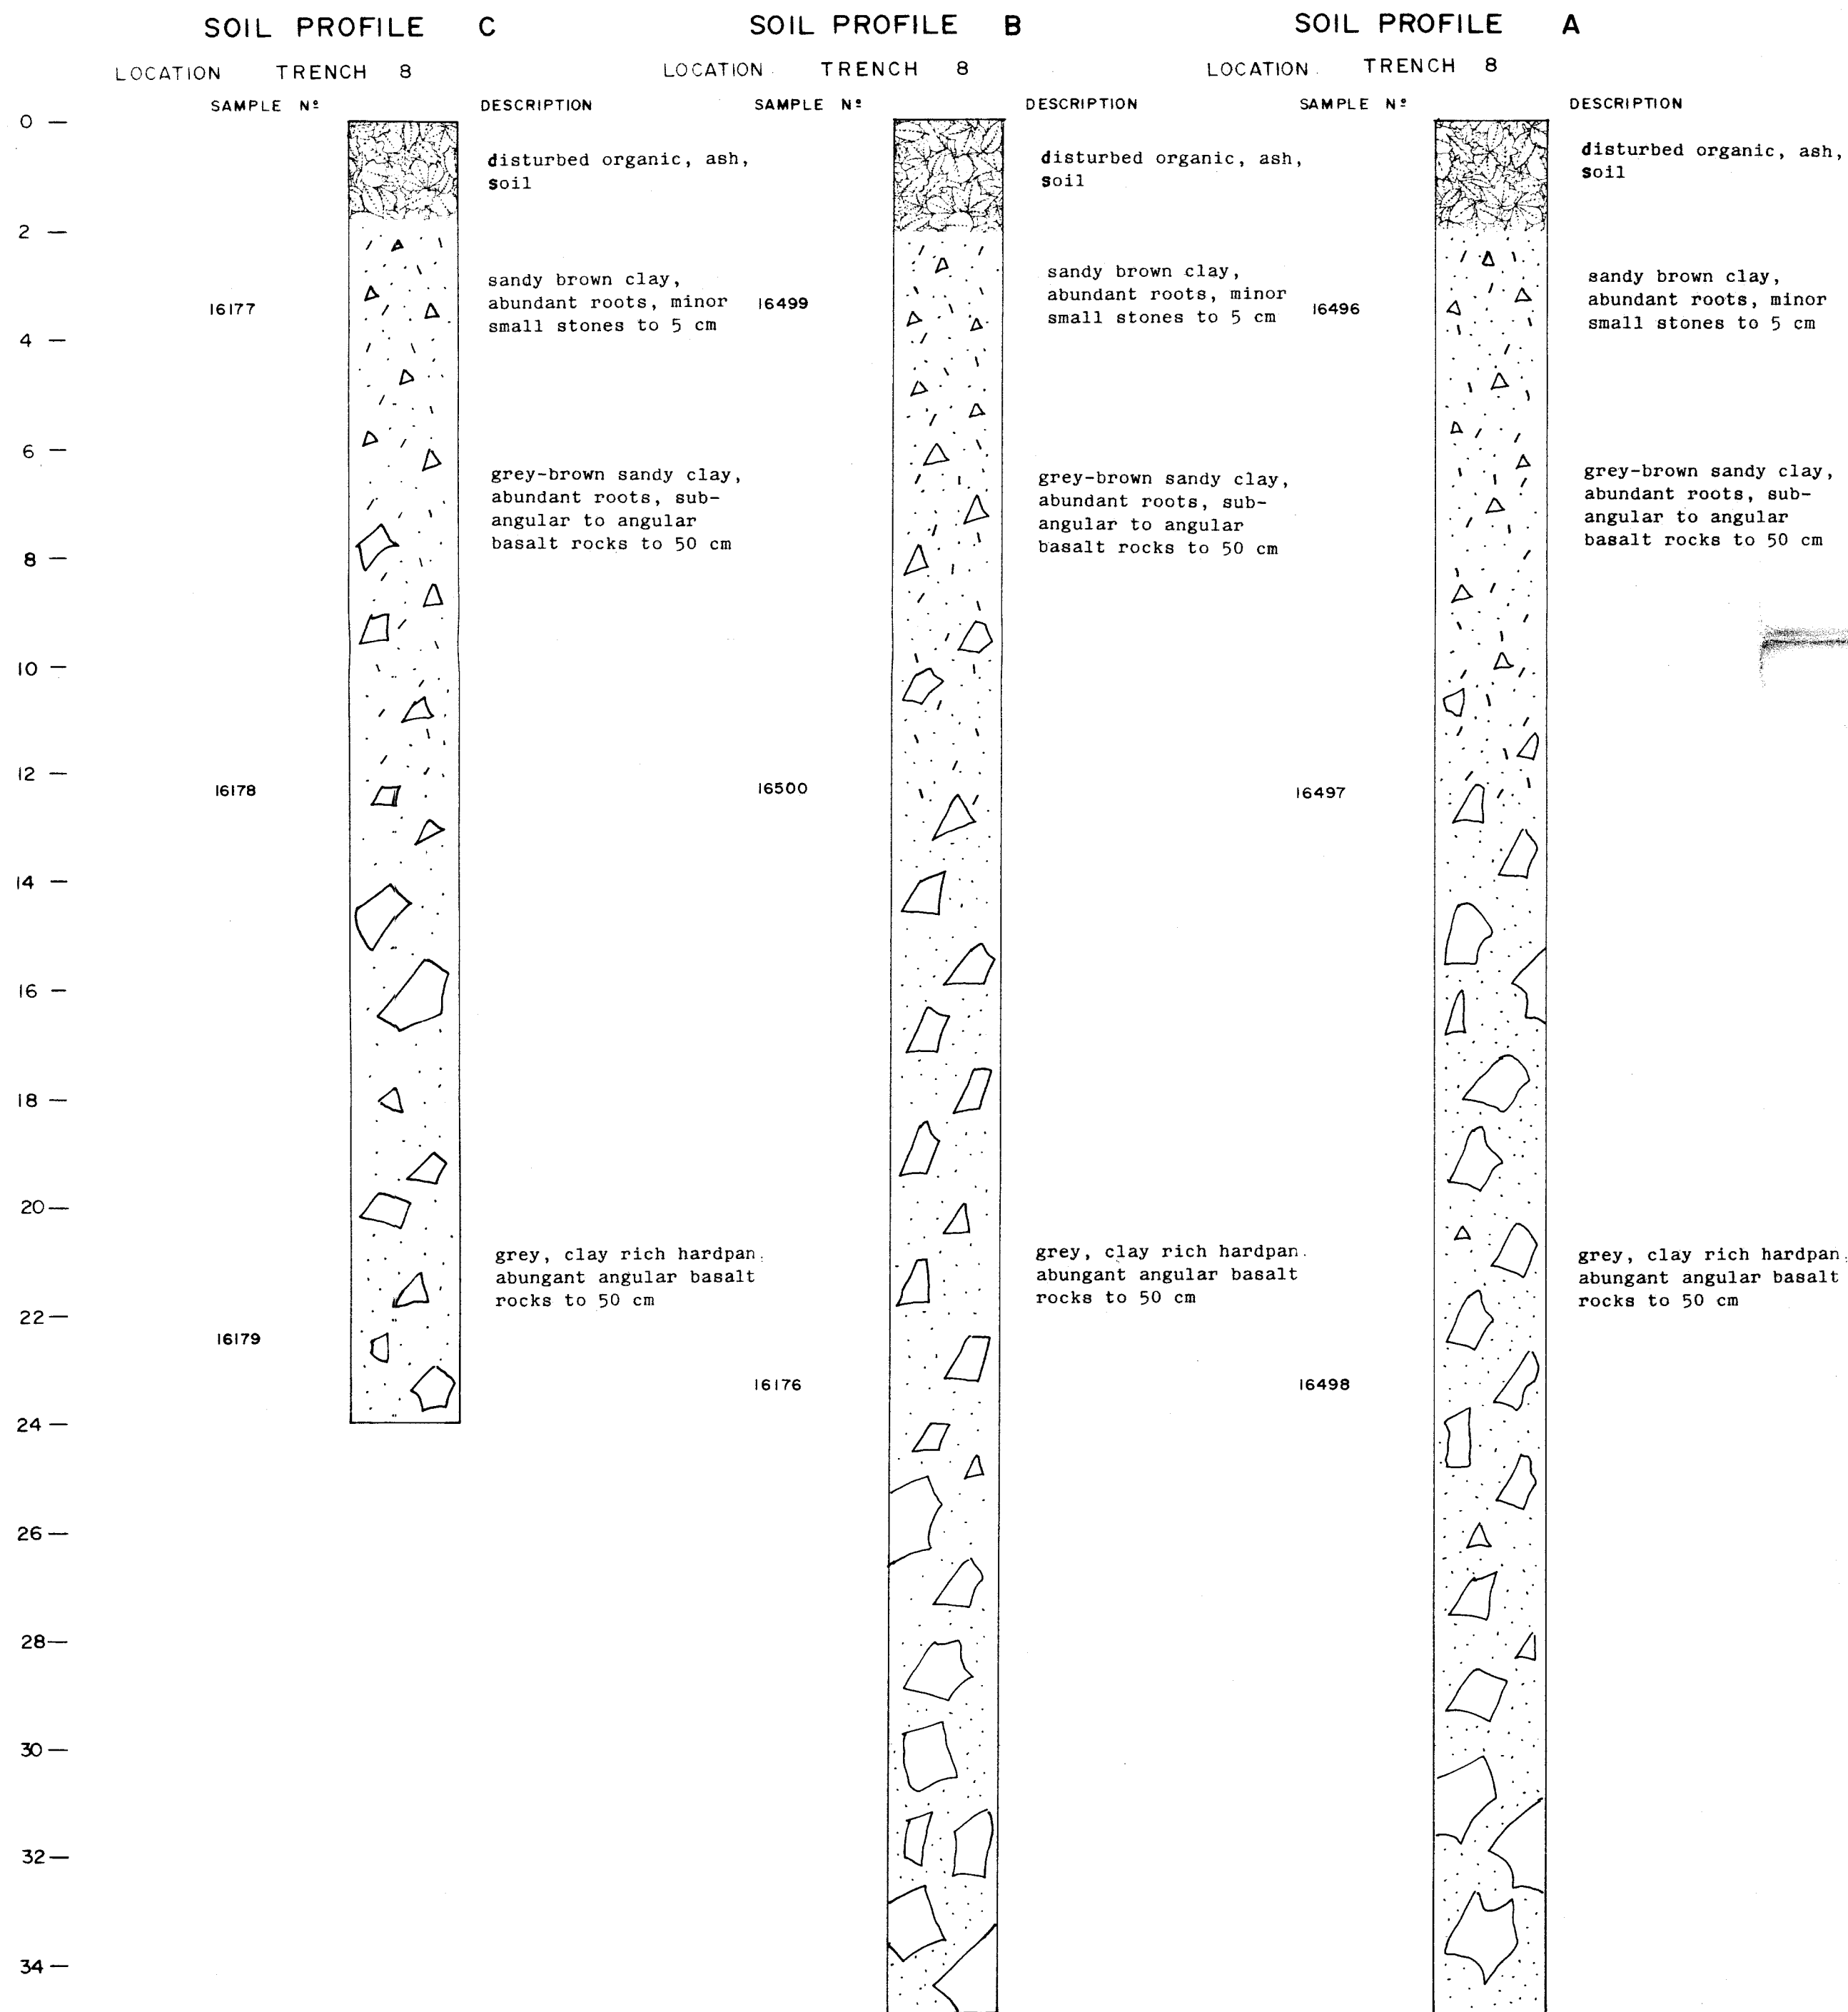 SOIL PROFILE C
LOCATION TRENCH 8
SAMPLE Nº
DESCRIPTION
0
2
4
6
8
10
12
14
16
18
20
22
24
26
28
30
32
34
disturbed organic, ash,
soil
sandy brown clay,
abundant roots, minor
small stones to 5 cm
16177
grey-brown sandy clay,
abundant roots, sub-
angular to angular
basalt rocks to 50 cm
16178
grey, clay rich hardpan.
abungant angular basalt
rocks to 50 cm
16179
SOIL PROFILE B
LOCATION TRENCH 8
SAMPLE Nº
DESCRIPTION
disturbed organic, ash,
soil
sandy brown clay,
abundant roots, minor
small stones to 5 cm
16499
grey-brown sandy clay,
abundant roots, sub-
angular to angular
basalt rocks to 50 cm
16500
grey, clay rich hardpan.
abungant angular basalt
rocks to 50 cm
16176
SOIL PROFILE A
LOCATION TRENCH 8
SAMPLE Nº
DESCRIPTION
disturbed organic, ash,
soil
sandy brown clay,
abundant roots, minor
small stones to 5 cm
16496
grey-brown sandy clay,
abundant roots, sub-
angular to angular
basalt rocks to 50 cm
16497
grey, clay rich hardpan.
abungant angular basalt
rocks to 50 cm
16498